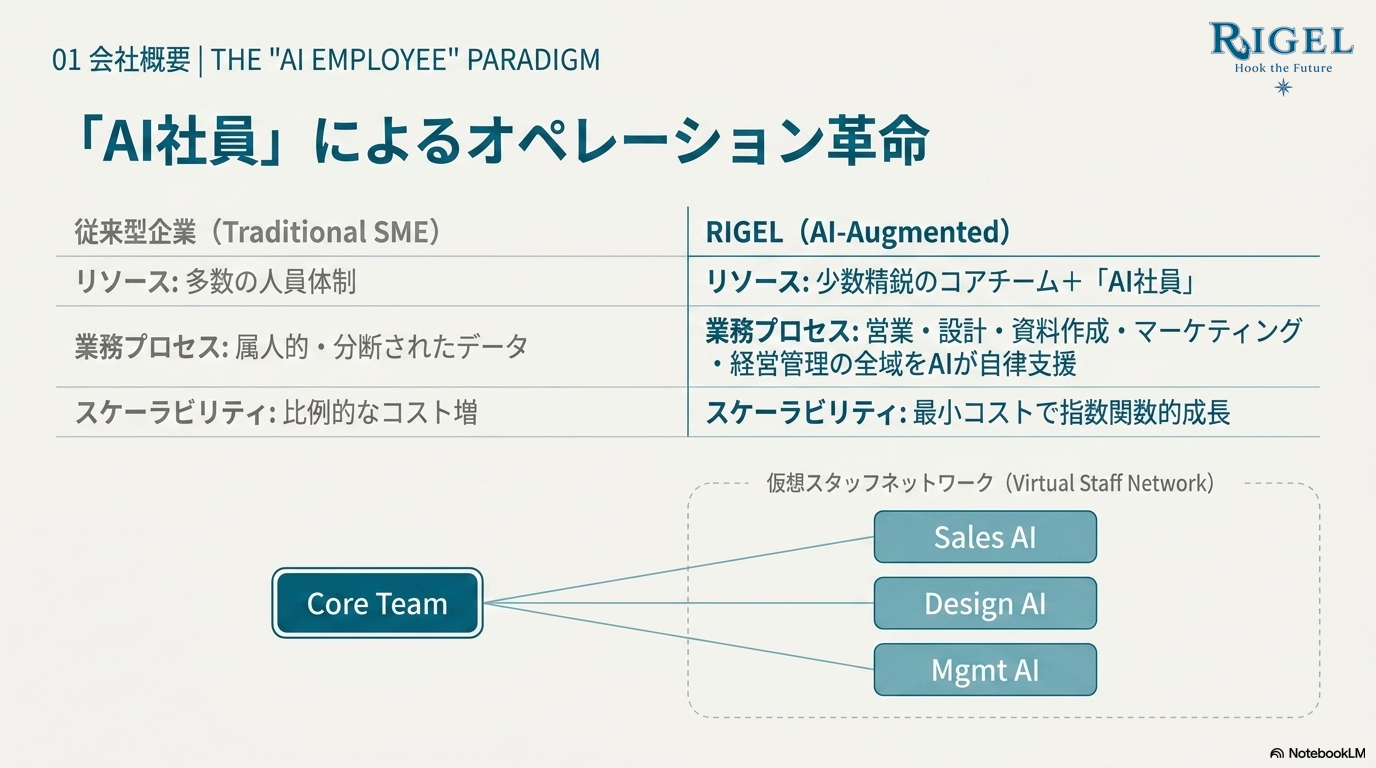 01 会社概要 | THE "AI EMPLOYEE" PARADIGM
RIGEL
Hook the Future
「AI社員」によるオペレーション革命
従来型企業（Traditional SME）
RIGEL（AI-Augmented）
リソース: 多数の人員体制
リソース: 少数精鋭のコアチーム＋「AI社員」
業務プロセス: 属人的・分断されたデータ
業務プロセス: 営業・設計・資料作成・マーケティング
・経営管理の全域をAIが自律支援
スケーラビリティ: 比例的なコスト増
スケーラビリティ: 最小コストで指数関数的成長
仮想スタッフネットワーク（Virtual Staff Network）
Core Team
Sales AI
Design AI
Mgmt AI
NotebookLM